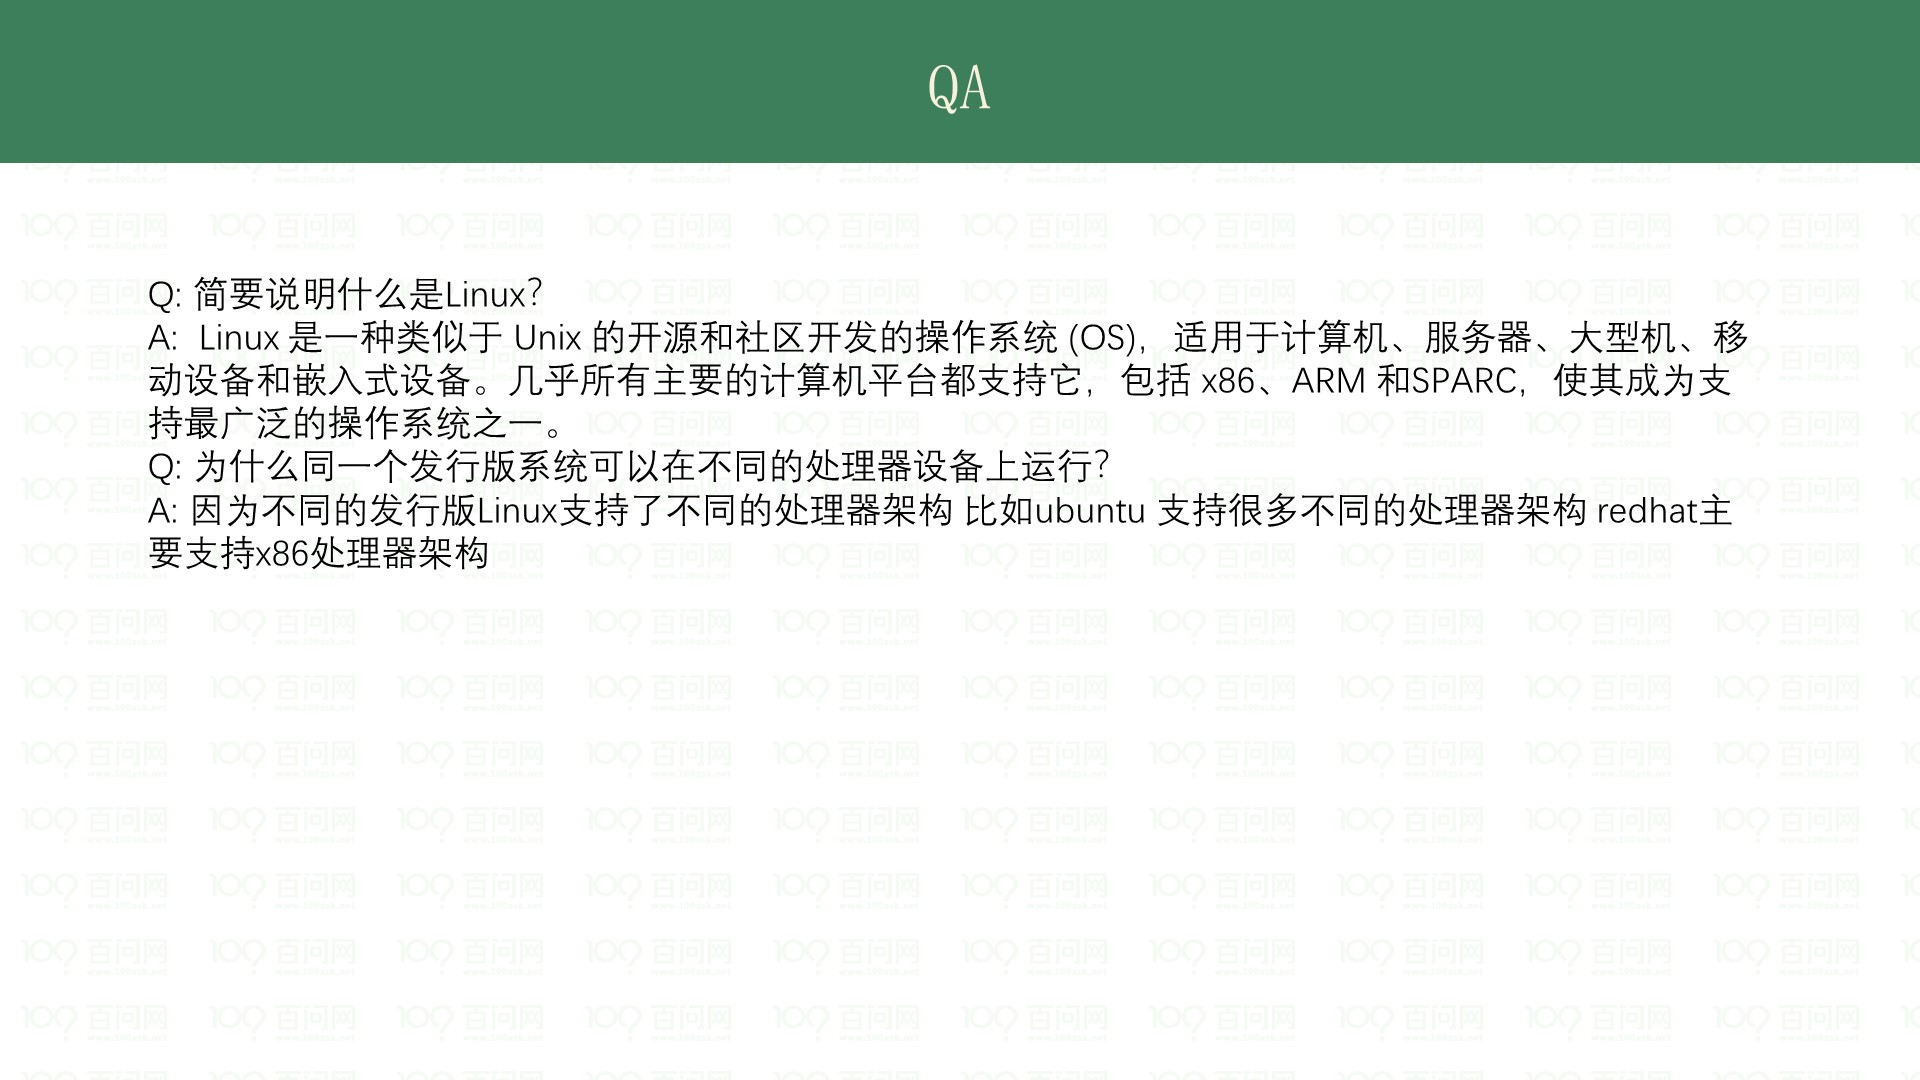 QA
Q: 简要说明什么是Linux？
A:  Linux 是一种类似于 Unix 的开源和社区开发的操作系统 (OS)，适用于计算机、服务器、大型机、移
动设备和嵌入式设备。几乎所有主要的计算机平台都支持它，包括 x86、ARM 和SPARC，使其成为支
持最广泛的操作系统之一。
Q: 为什么同一个发行版系统可以在不同的处理器设备上运行？
A: 因为不同的发行版Linux支持了不同的处理器架构 比如ubuntu 支持很多不同的处理器架构 redhat主
要支持x86处理器架构
百问网
www.100ask.net